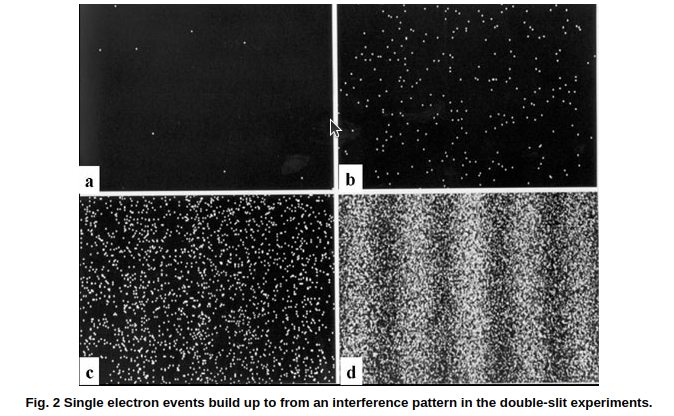 a
b
c
d
Fig. 2 Single electron events build up to from an interference pattern in the double-slit experiments.